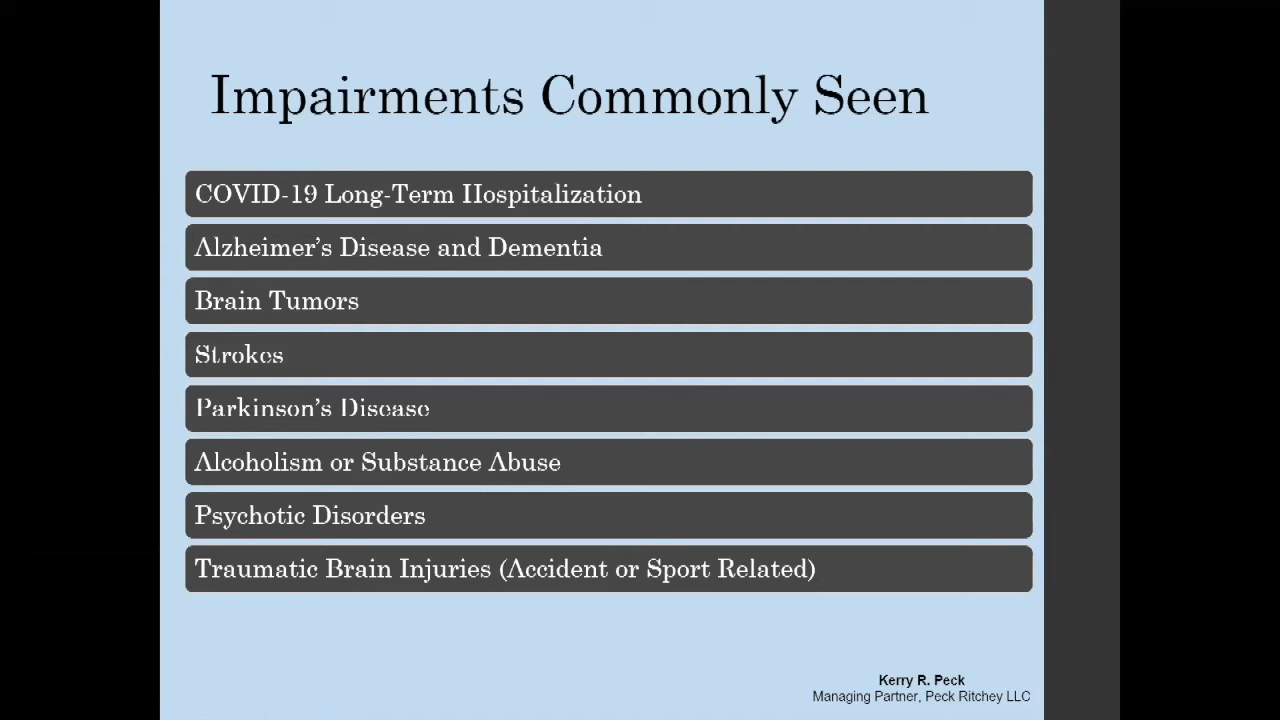 Impairments Commonly Seen
COVID-19 Long-Term Hospitalization
Alzheimer’s Disease and Dementia
Brain Tumors
Strokes
Parkinson’s Disease
Alcoholism or Substance Abuse
Psychotic Disorders
Traumatic Brain Injuries (Accident or Sport Related)
Kerry R. Peck
Managing Partner, Peck Ritchey LLC